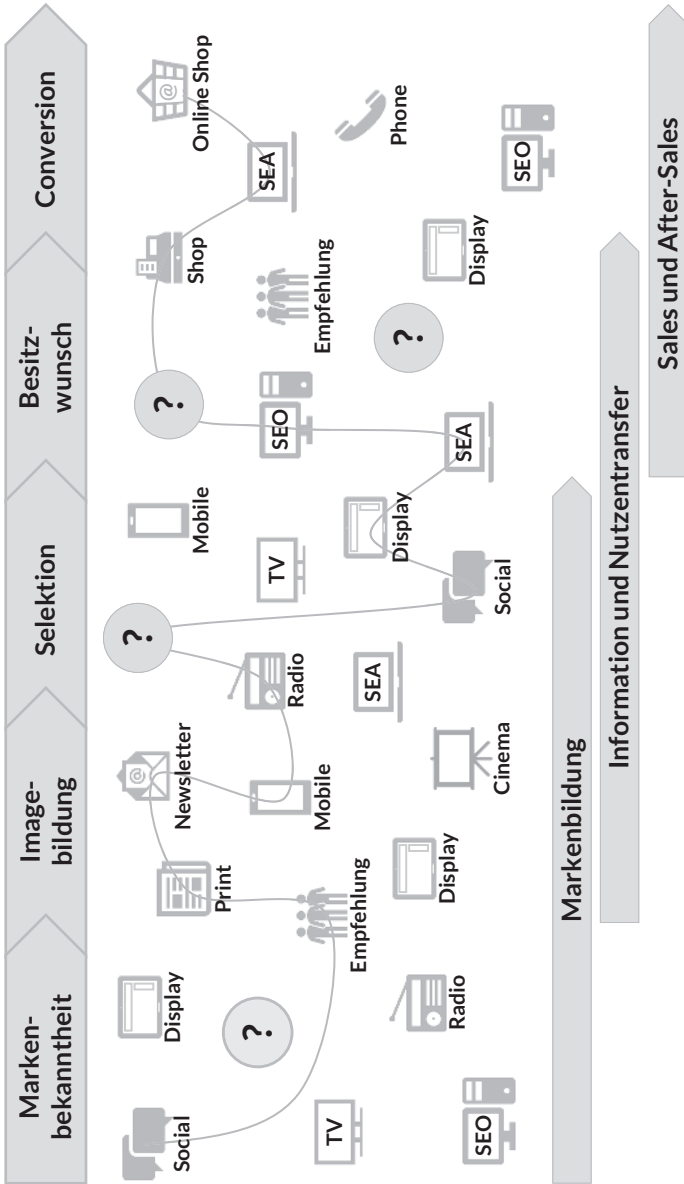 Marken-
bekanntheit
Image-
bildung
Selektion
Besitz-
wunsch
Conversion
Social
Display
?
TV
SEO
Radio
Empfehlung
Print
Newsletter
Mobile
Display
Cinema
Radio
SEA
?
TV
Mobile
Social
Display
SEA
SEO
?
Empfehlung
?
Shop
Display
SEA
Online Shop
@
@
Phone
SEO
Markenbildung
Information und Nutzentransfer
Sales und After-Sales